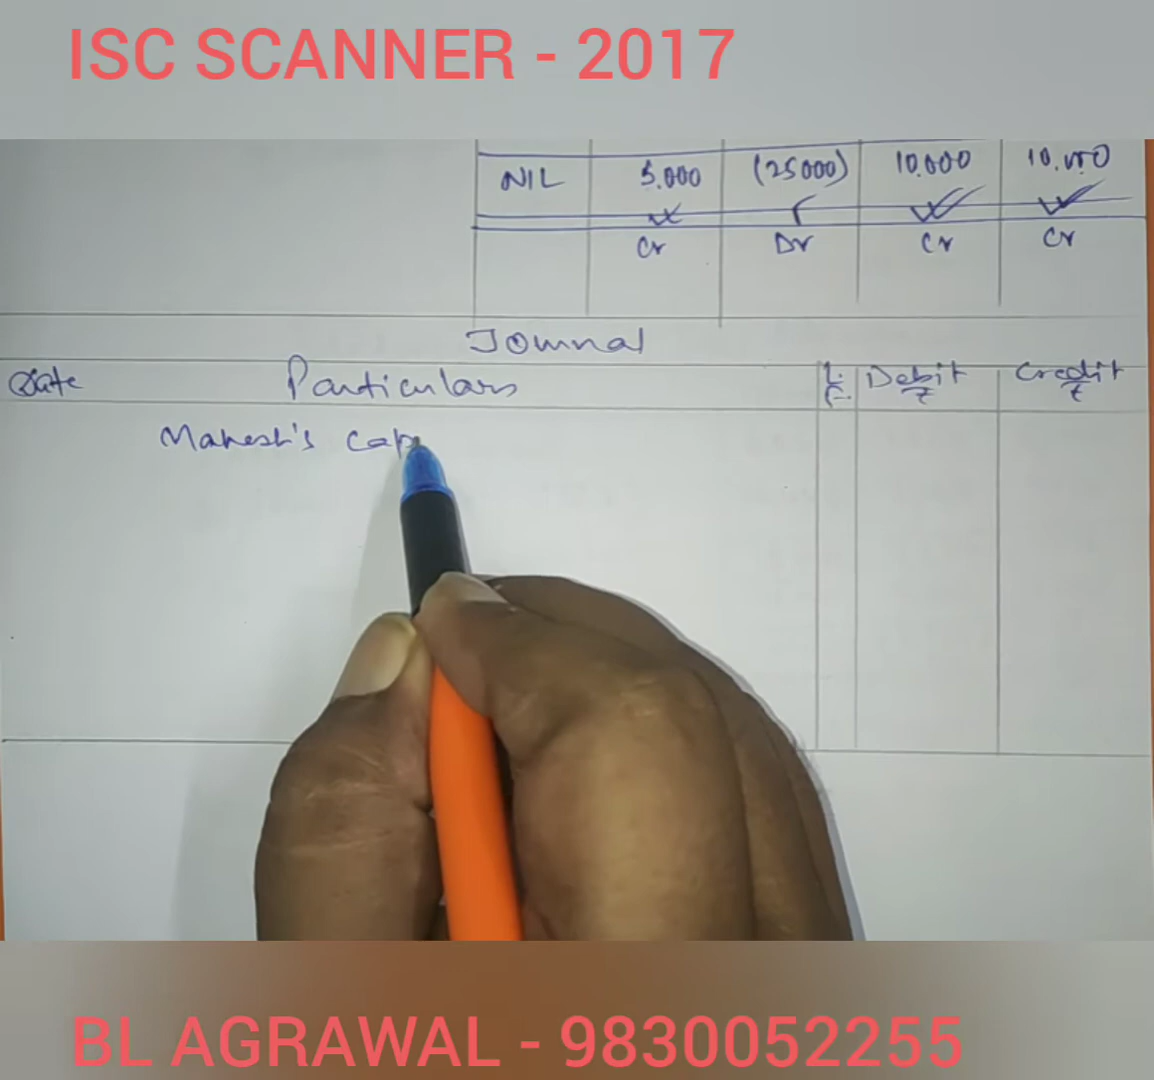 ISC SCANNER - 2017
NIL 5.000 (25000) 10.000 10.000
Cr Dr Cr Cr
Journal
Date Particulars L.F. Debit ₹ Credit ₹
Mahesh's Cap
BL AGRAWAL - 9830052255